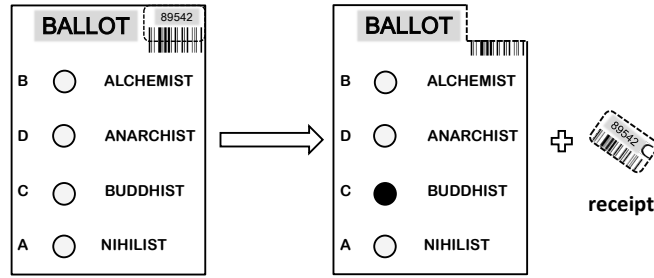 BALLOT 89542
B ALCHEMIST
D ANARCHIST
C BUDDHIST
A NIHILIST
BALLOT
B ALCHEMIST
D ANARCHIST
C BUDDHIST
A NIHILIST
89542
receipt